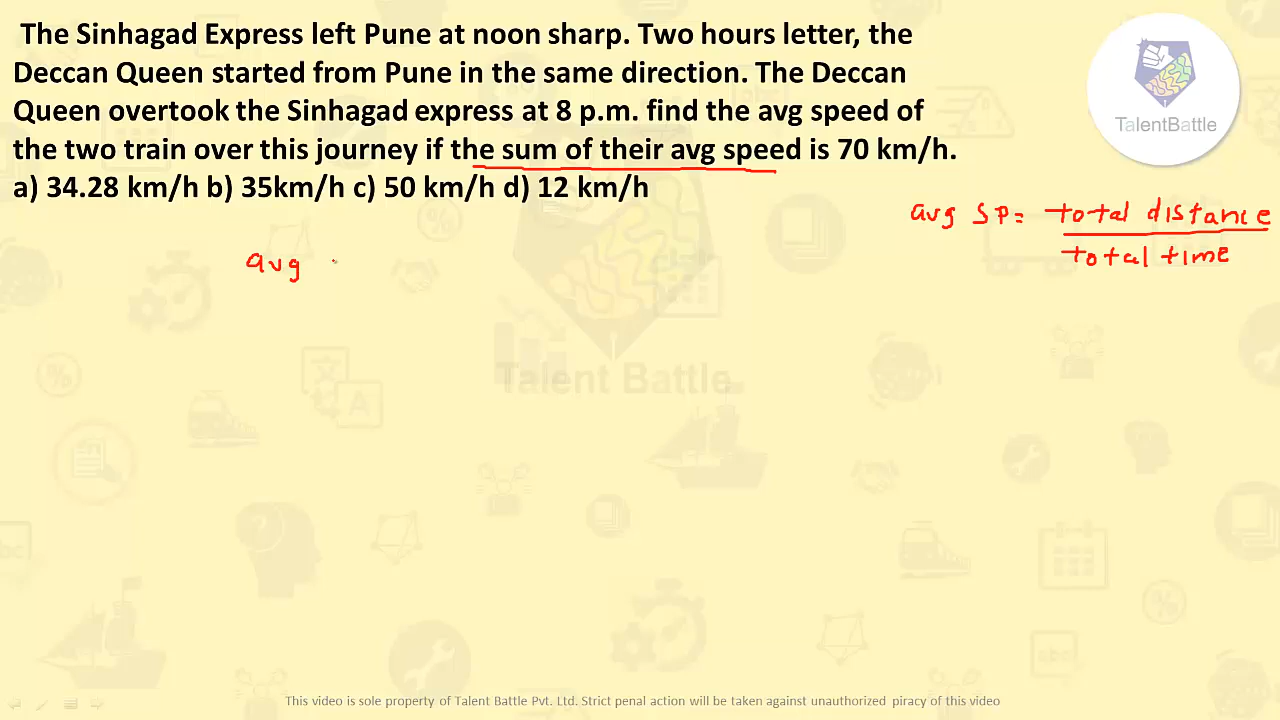 The Sinhagad Express left Pune at noon sharp. Two hours letter, the
Deccan Queen started from Pune in the same direction. The Deccan
Queen overtook the Sinhagad express at 8 p.m. find the avg speed of
the two train over this journey if the sum of their avg speed is 70 km/h.
a) 34.28 km/h b) 35km/h c) 50 km/h d) 12 km/h
TalentBattle
avg SP = total distance
total time
avg
Talent Battle
This video is sole property of Talent Battle Pvt. Ltd. Strict penal action will be taken against unauthorized piracy of this video